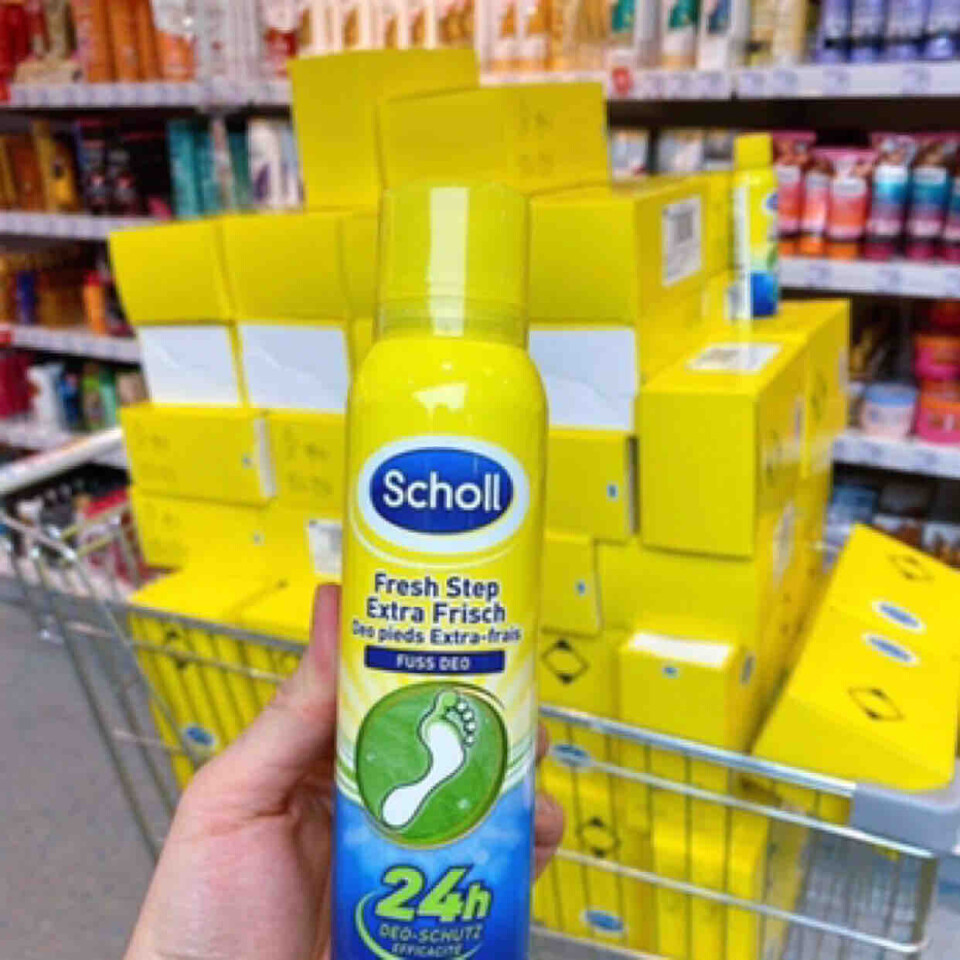 Scholl
Fresh Step
Extra Frisch
Deo pieds Extra-frais
FUSS DEO
24h
DEO-SCHUTZ
EFFICACITÉ